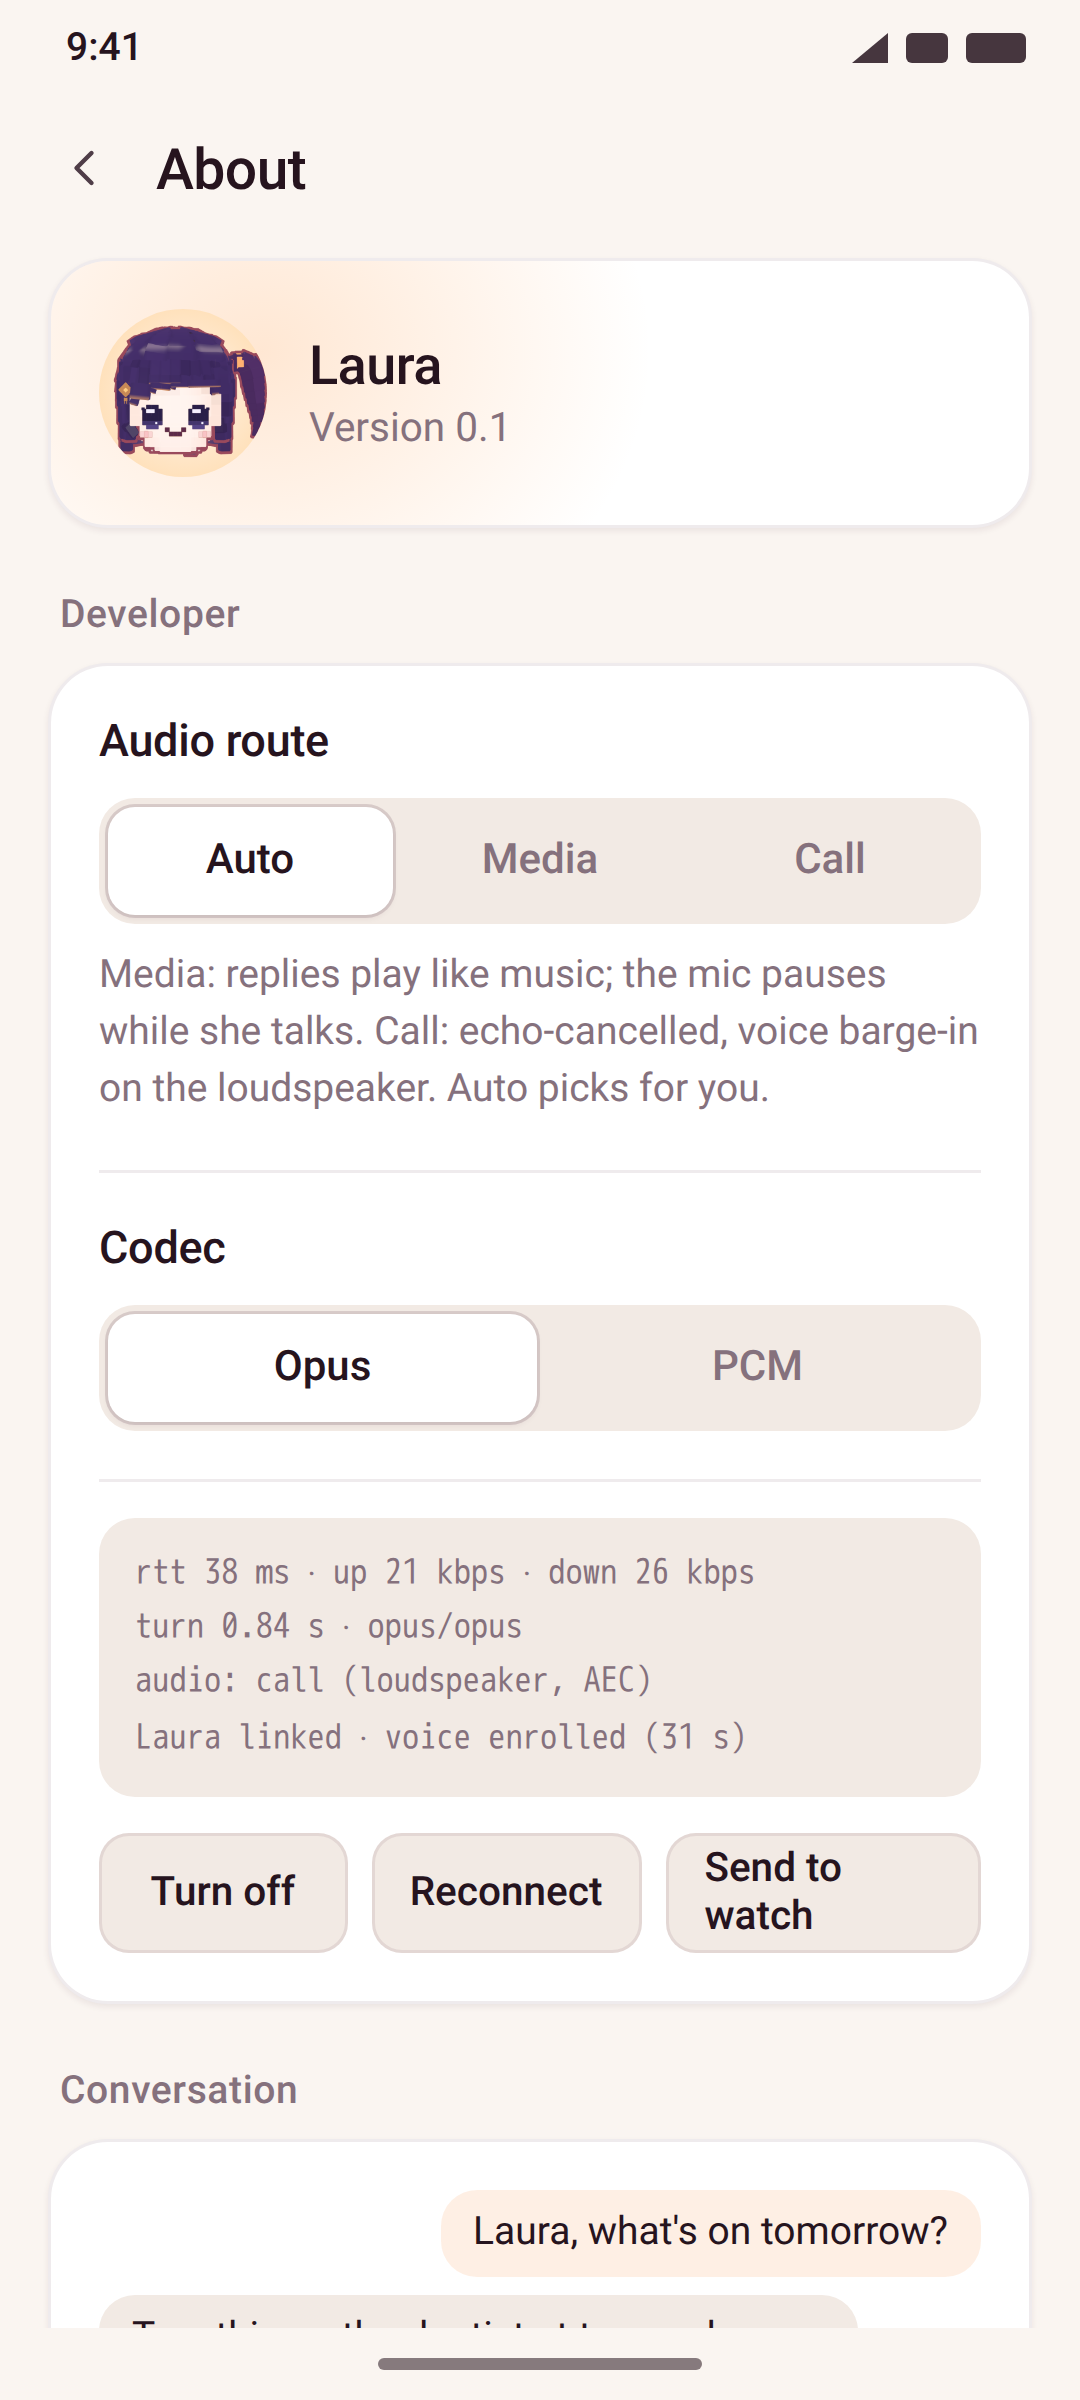 9:41
About
Laura
Version 0.1
Developer
Audio route
Auto
Media
Call
Media: replies play like music; the mic pauses
while she talks. Call: echo-cancelled, voice barge-in
on the loudspeaker. Auto picks for you.
Codec
Opus
PCM
rtt 38 ms · up 21 kbps · down 26 kbps
turn 0.84 s · opus/opus
audio: call (loudspeaker, AEC)
Laura linked · voice enrolled (31 s)
Turn off
Reconnect
Send to
watch
Conversation
Laura, what's on tomorrow?